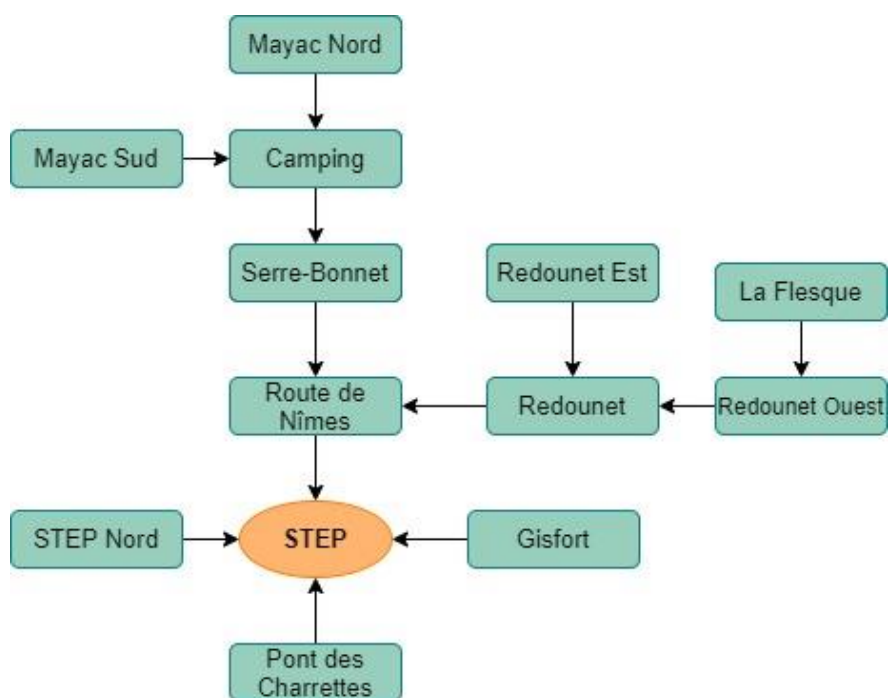 Mayac Nord
Mayac Sud
Camping
Serre-Bonnet
Redounet Est
La Flesque
Route de
Nîmes
Redounet
Redounet Ouest
STEP Nord
STEP
Gisfort
Pont des
Charrettes